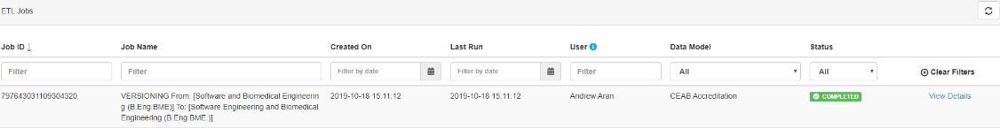 ETL Jobs
Job ID Job Name Created On Last Run User Data Model Status
Filter Filter Filter by date Filter by date Filter All All Clear Filters
797643031109304320 VERSIONING From: [Software and Biomedical Engineerin 2019-10-18 15:11:12 2019-10-18 15:11:12 Andrew Aran CEAB Accreditation COMPLETED View Details
g (B.Eng.BME)] To: [Software Engineering and Biomedical
Engineering (B.Eng.BME.)]